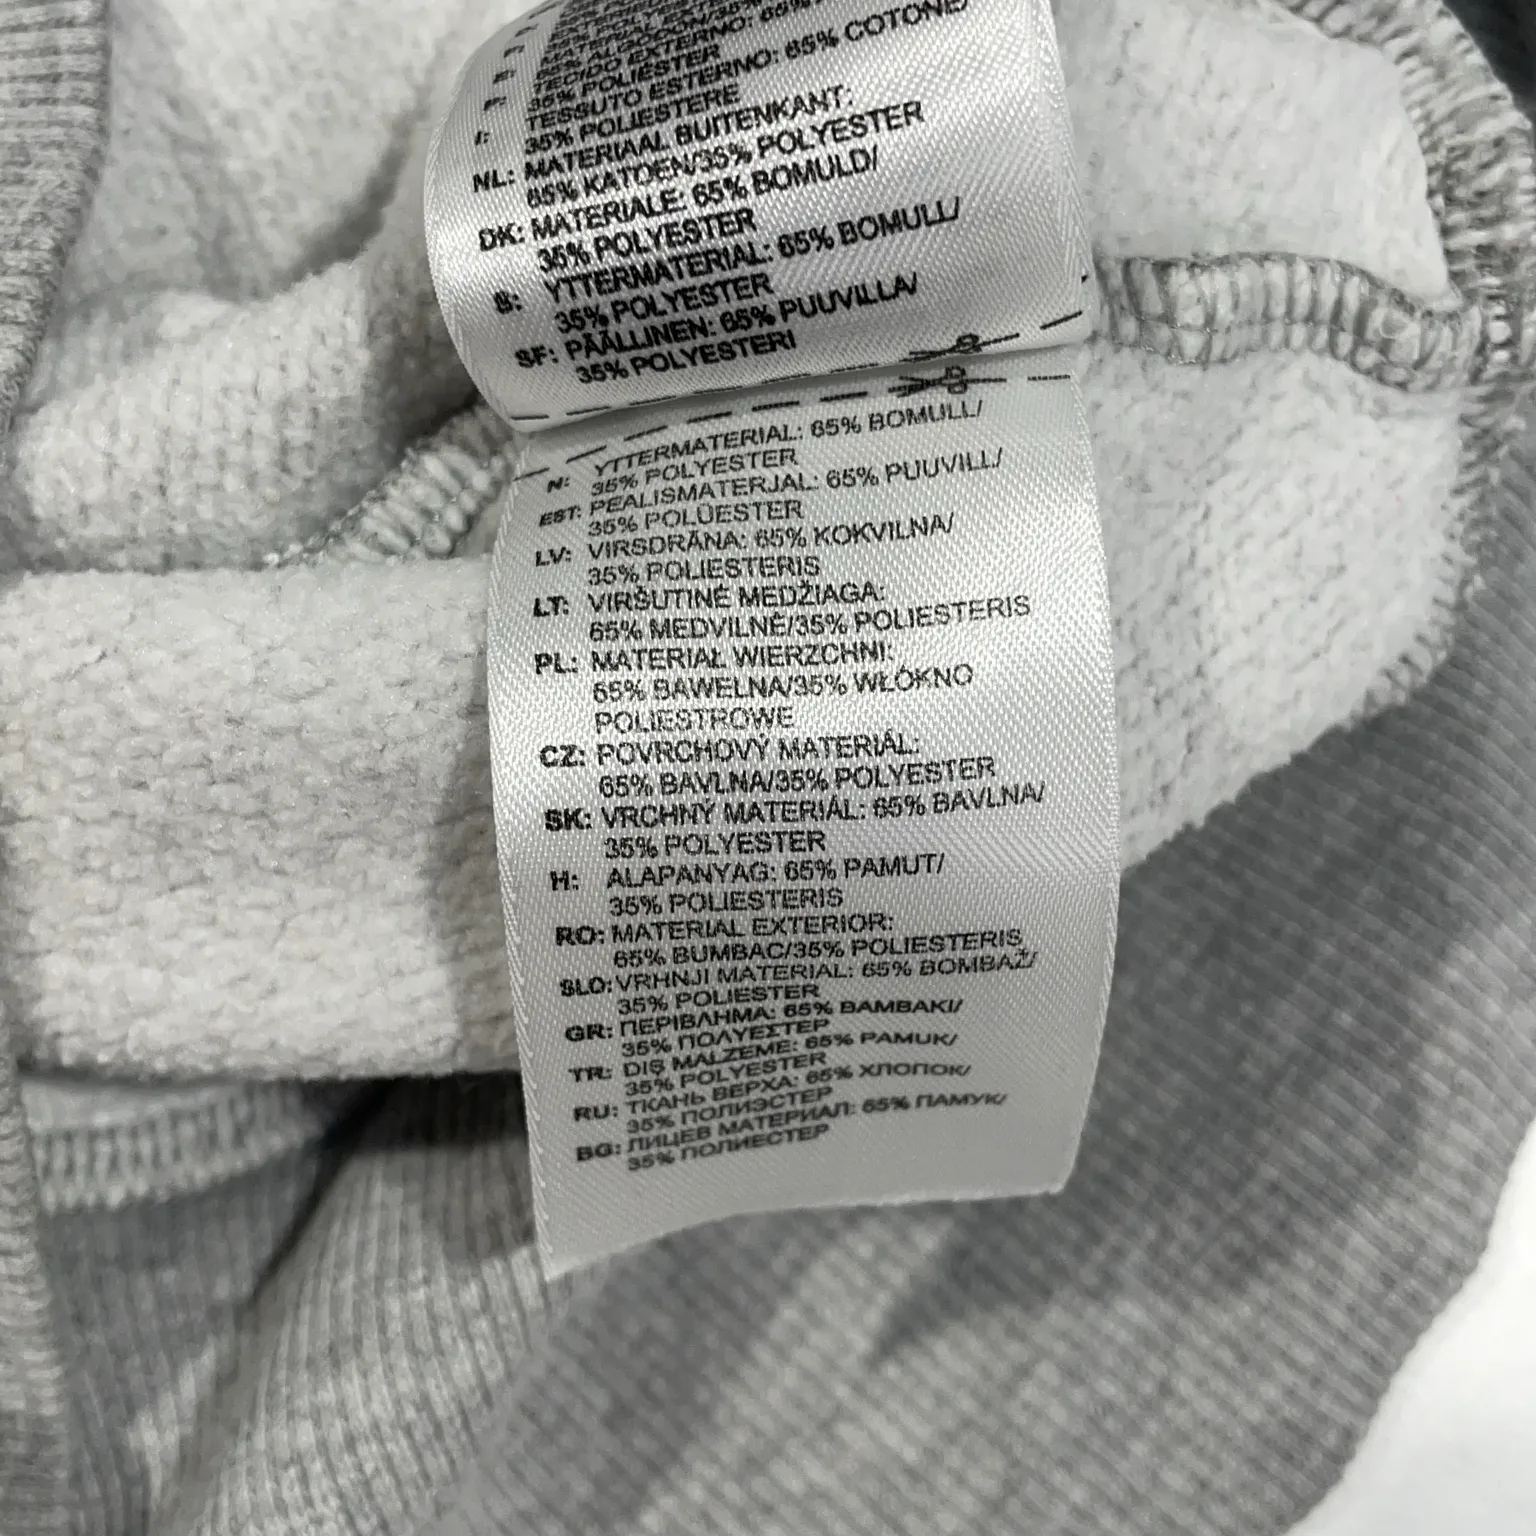 TECIDO EXTERNO: 65%
35% POLIÉSTER
I: TESSUTO ESTERNO: 65% COTONE/
35% POLIESTERE
NL: MATERIAAL BUITENKANT:
65% KATOEN/35% POLYESTER
DK: MATERIALE: 65% BOMULD/
35% POLYESTER
S: YTTERMATERIAL: 65% BOMULL/
35% POLYESTER
SF: PÄÄLLINEN: 65% PUUVILLA/
35% POLYESTERI
N: YTTERMATERIAL: 65% BOMULL/
35% POLYESTER
EST: PEALISMATERJAL: 65% PUUVILL/
35% POLÜESTER
LV: VIRSDRĀNA: 65% KOKVILNA/
35% POLIESTERIS
LT: VIRŠUTINĖ MEDŽIAGA:
65% MEDVILNĖ/35% POLIESTERIS
PL: MATERIAŁ WIERZCHNI:
65% BAWEŁNA/35% WŁÓKNO
POLIESTROWE
CZ: POVRCHOVÝ MATERIÁL:
65% BAVLNA/35% POLYESTER
SK: VRCHNÝ MATERIÁL: 65% BAVLNA/
35% POLYESTER
H: ALAPANYAG: 65% PAMUT/
35% POLIESTERIS
RO: MATERIAL EXTERIOR:
65% BUMBAC/35% POLIESTERIS
SLO: VRHNJI MATERIAL: 65% BOMBAŽ/
35% POLIESTER
GR: ΠΕΡΙΒΛΗΜΑ: 65% ΒΑΜΒΑΚΙ/
35% ΠΟΛΥΕΣΤΕΡ
TR: DIŞ MALZEME: 65% PAMUK/
35% POLYESTER
RU: ТКАНЬ ВЕРХА: 65% ХЛОПОК/
35% ПОЛИЭСТЕР
BG: ЛИЦЕВ МАТЕРИАЛ: 65% ПАМУК/
35% ПОЛИЕСТЕР